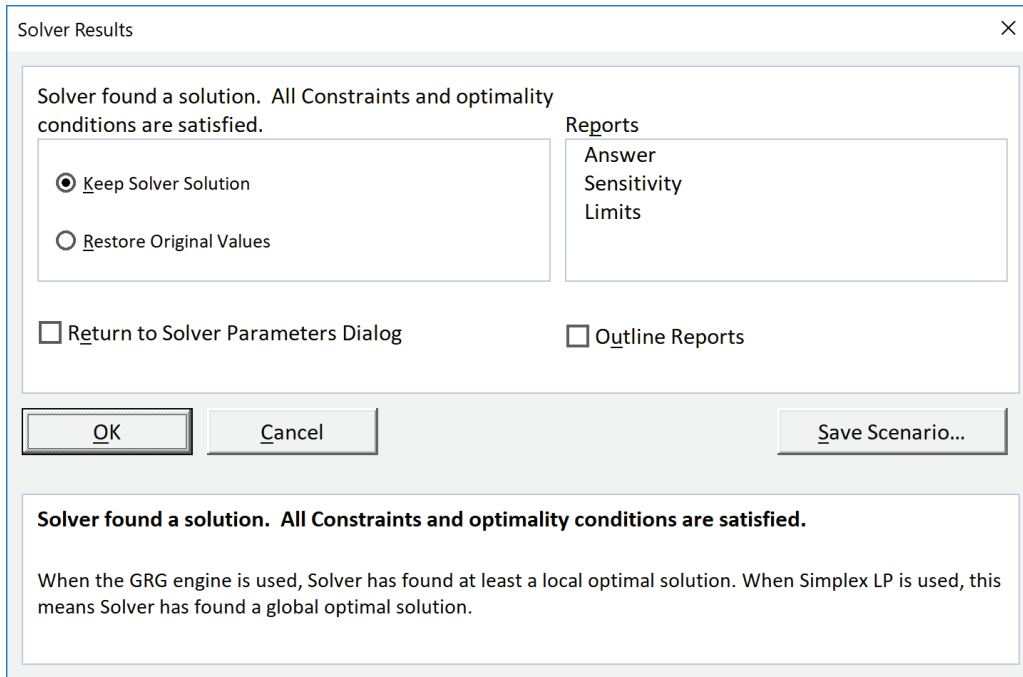 Solver Results
Solver found a solution.  All Constraints and optimality
conditions are satisfied.
Keep Solver Solution
Restore Original Values
Reports
Answer
Sensitivity
Limits
Return to Solver Parameters Dialog
Outline Reports
OK
Cancel
Save Scenario...
Solver found a solution.  All Constraints and optimality conditions are satisfied.
When the GRG engine is used, Solver has found at least a local optimal solution. When Simplex LP is used, this
means Solver has found a global optimal solution.